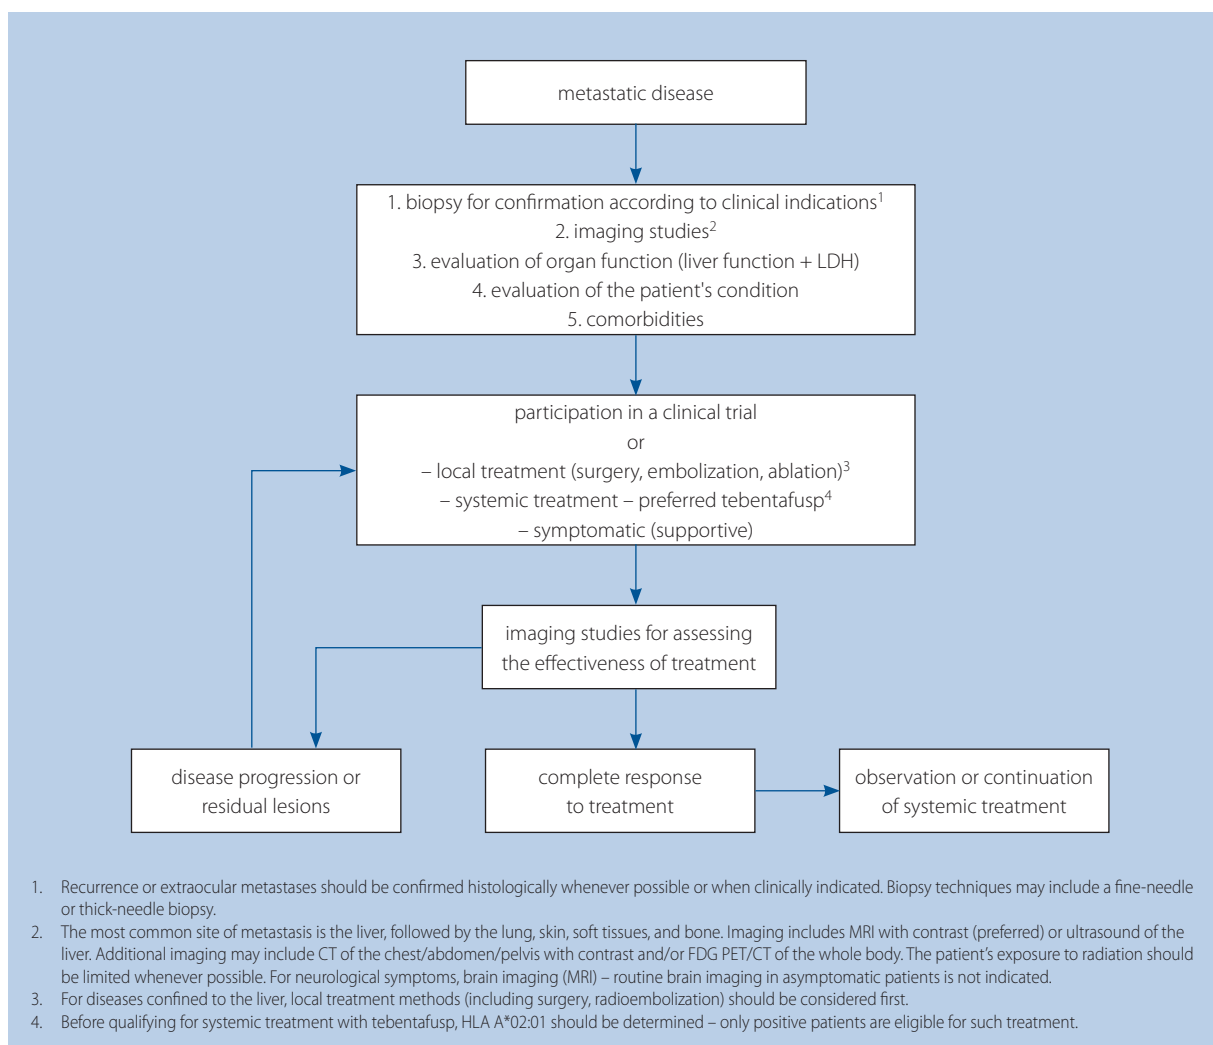 metastatic disease
1. biopsy for confirmation according to clinical indications¹
2. imaging studies²
3. evaluation of organ function (liver function + LDH)
4. evaluation of the patient's condition
5. comorbidities
participation in a clinical trial
or
– local treatment (surgery, embolization, ablation)³
– systemic treatment – preferred tebentafusp⁴
– symptomatic (supportive)
imaging studies for assessing
the effectiveness of treatment
disease progression or
residual lesions
complete response
to treatment
observation or continuation
of systemic treatment
1. Recurrence or extraocular metastases should be confirmed histologically whenever possible or when clinically indicated. Biopsy techniques may include a fine-needle
or thick-needle biopsy.
2. The most common site of metastasis is the liver, followed by the lung, skin, soft tissues, and bone. Imaging includes MRI with contrast (preferred) or ultrasound of the
liver. Additional imaging may include CT of the chest/abdomen/pelvis with contrast and/or FDG PET/CT of the whole body. The patient’s exposure to radiation should
be limited whenever possible. For neurological symptoms, brain imaging (MRI) – routine brain imaging in asymptomatic patients is not indicated.
3. For diseases confined to the liver, local treatment methods (including surgery, radioembolization) should be considered first.
4. Before qualifying for systemic treatment with tebentafusp, HLA A*02:01 should be determined – only positive patients are eligible for such treatment.